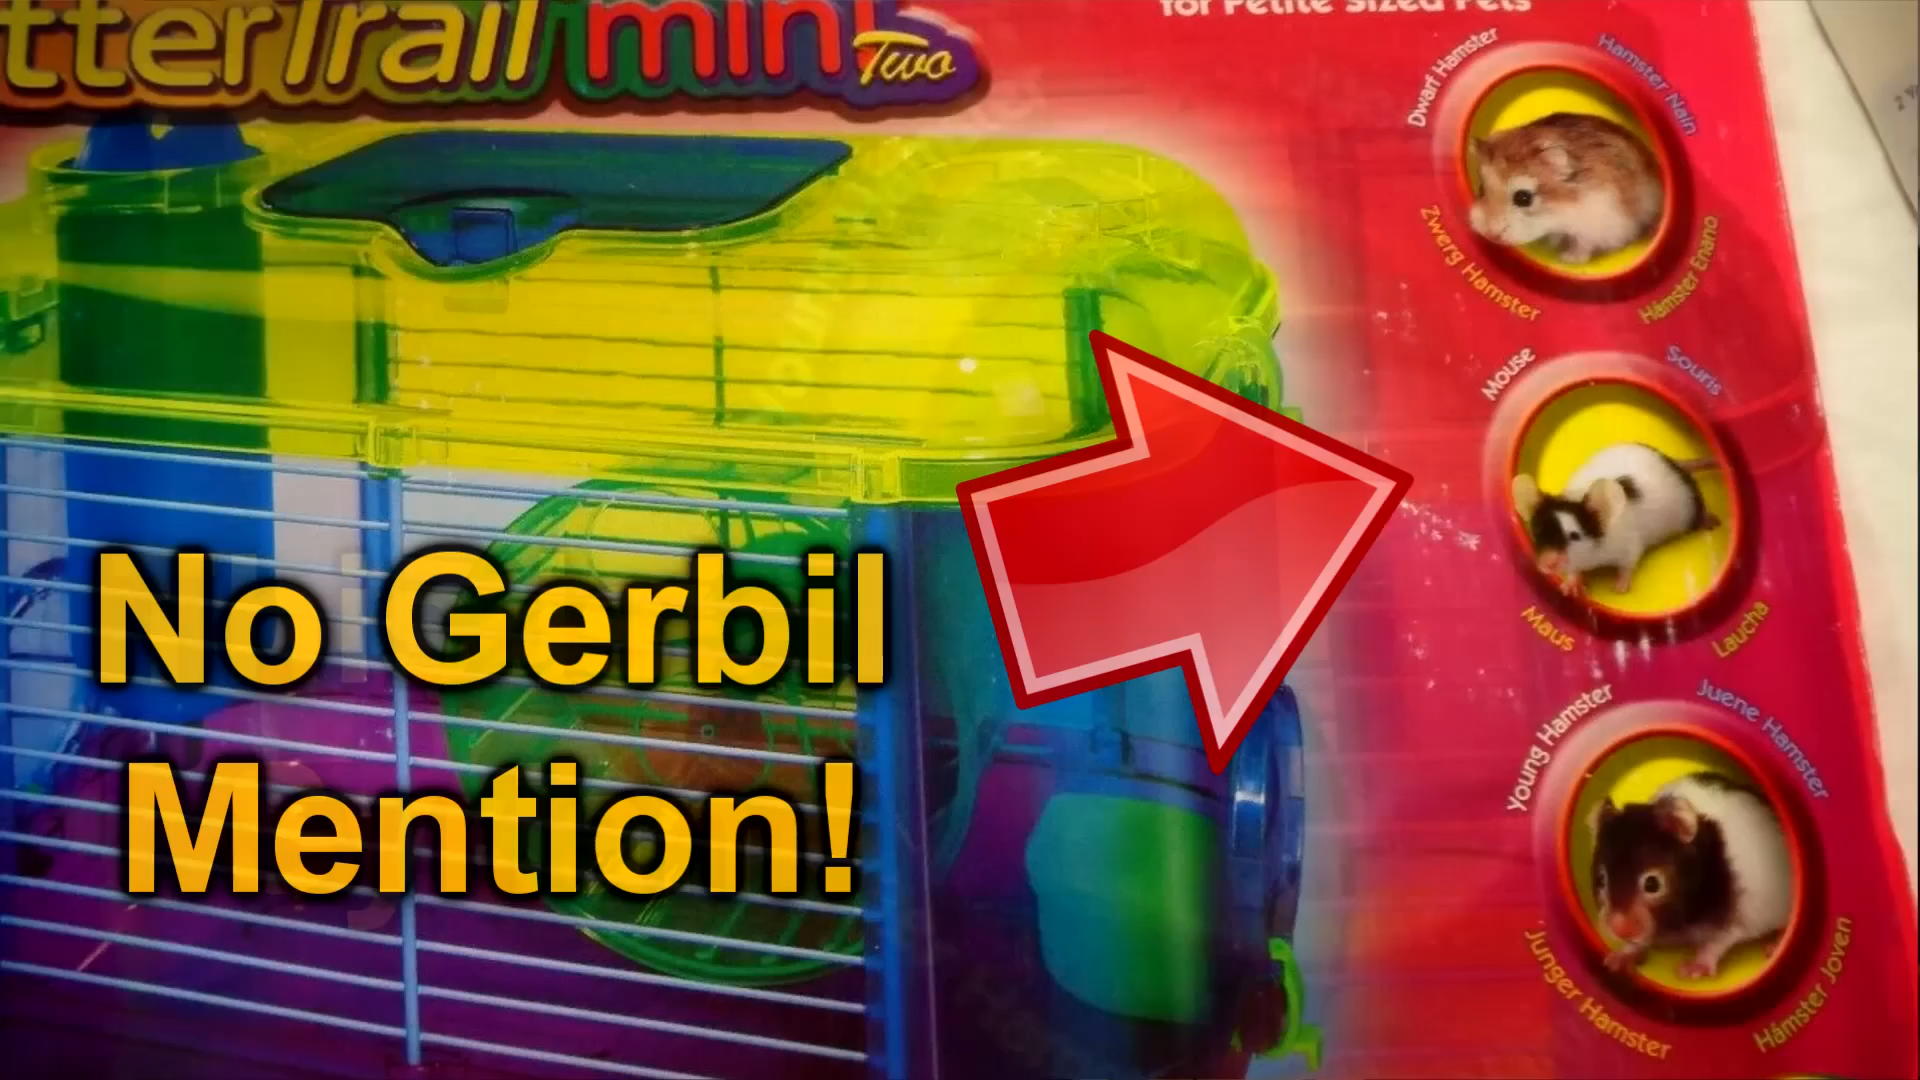 tterTrail mini Two
for Petite Sized Pets
Dwarf Hamster
Hamster Nain
Zwerg Hamster
Hámster Enano
Mouse
Souris
Maus
Laucha
Young Hamster
Juene Hamster
Junger Hamster
Hámster Joven
No Gerbil
Mention!